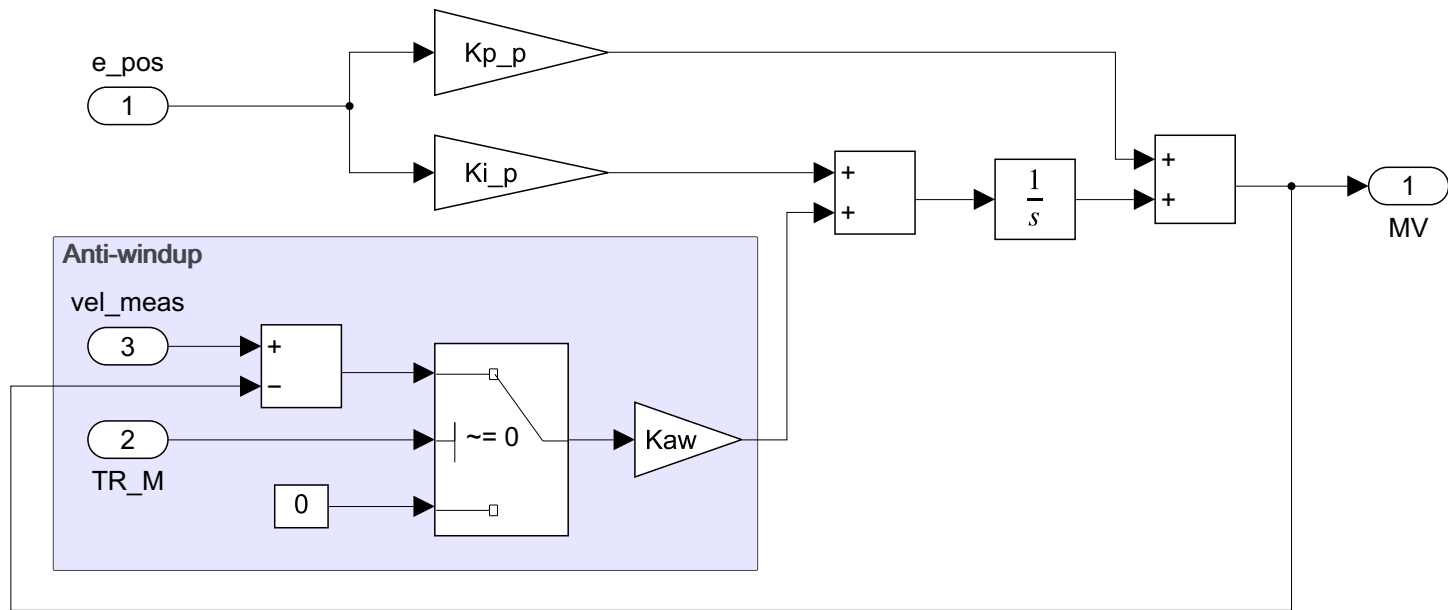 e_pos
1
Kp_p
Ki_p
+
+
1
s
+
+
1
MV
Anti-windup
vel_meas
3
+
−
2
TR_M
~= 0
0
Kaw